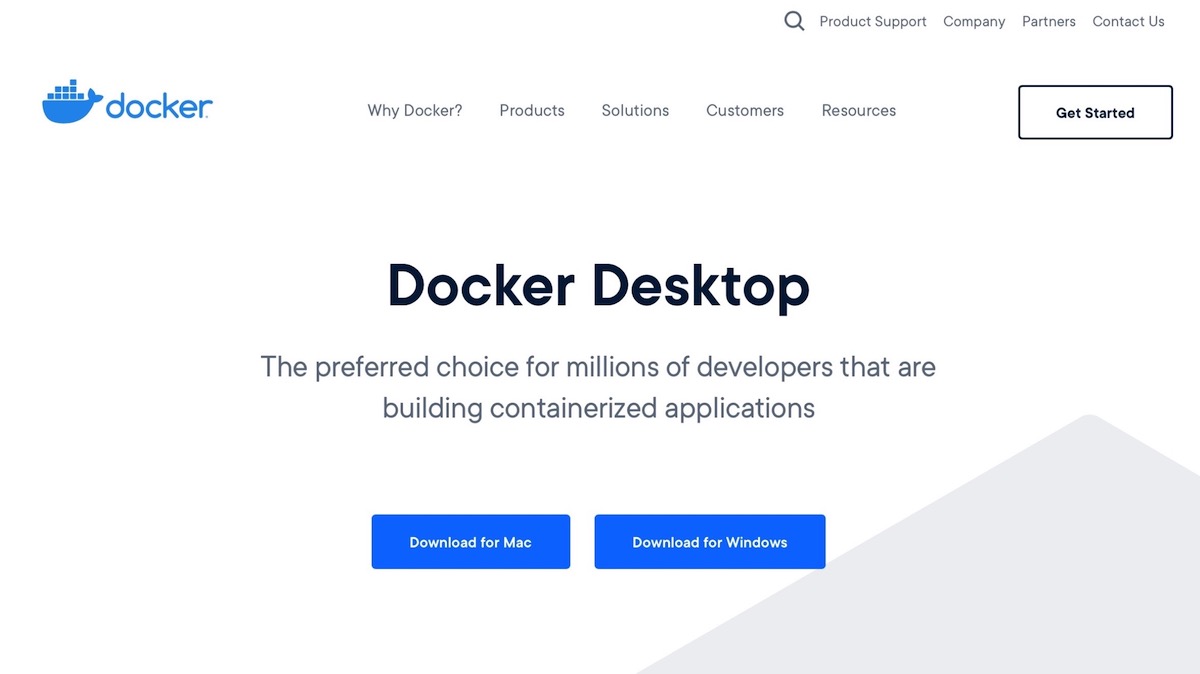 Product Support Company Partners Contact Us
docker
Why Docker? Products Solutions Customers Resources
Get Started
Docker Desktop
The preferred choice for millions of developers that are
building containerized applications
Download for Mac Download for Windows